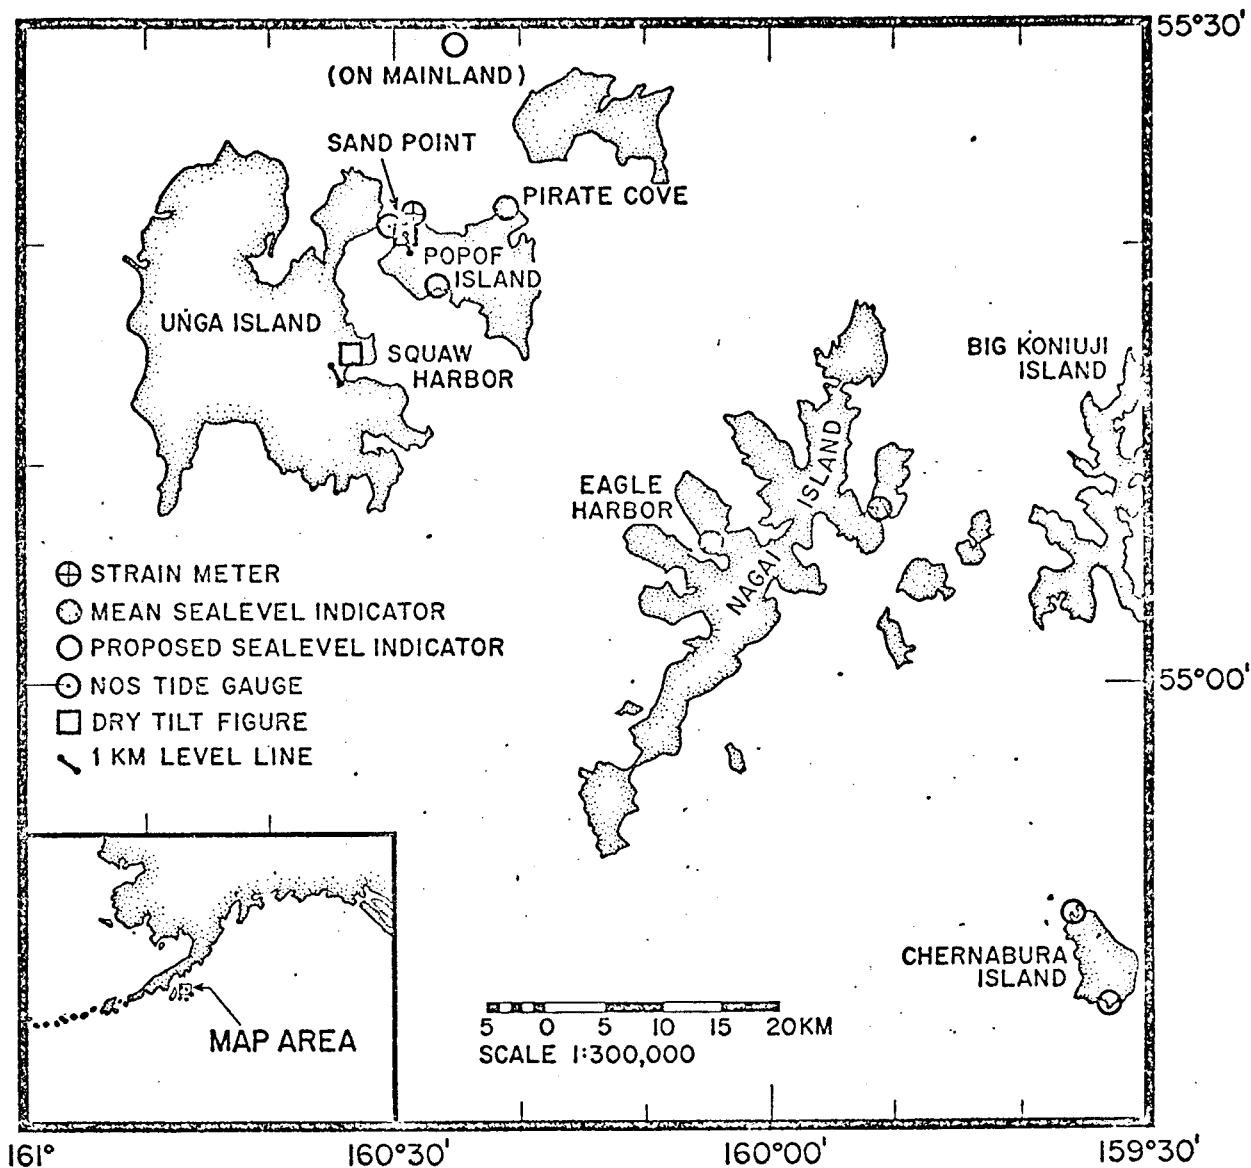 55°30'
(ON MAINLAND)
SAND POINT
PIRATE COVE
POPOF
ISLAND
UNGA ISLAND
SQUAW
HARBOR
BIG KONIUJI
ISLAND
EAGLE
HARBOR
NAGAI ISLAND
STRAIN METER
MEAN SEALEVEL INDICATOR
PROPOSED SEALEVEL INDICATOR
NOS TIDE GAUGE
DRY TILT FIGURE
1 KM LEVEL LINE
55°00'
CHERNABURA
ISLAND
MAP AREA
5 0 5 10 15 20KM
SCALE 1:300,000
161° 160°30' 160°00' 159°30'